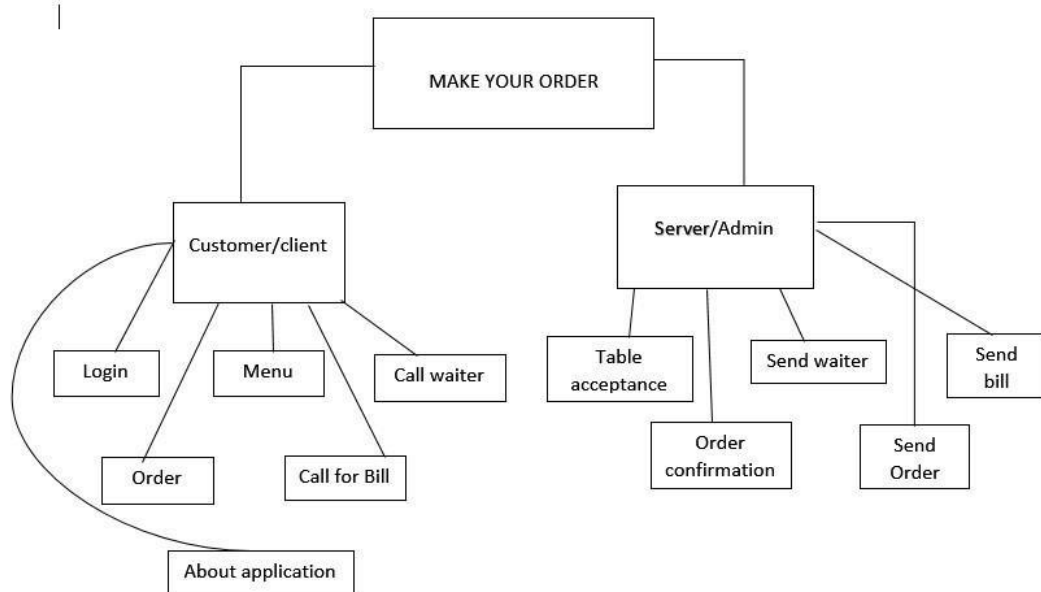 MAKE YOUR ORDER
Customer/client
Server/Admin
Login
Menu
Call waiter
Table
acceptance
Send waiter
Send
bill
Order
Call for Bill
Order
confirmation
Send
Order
About application